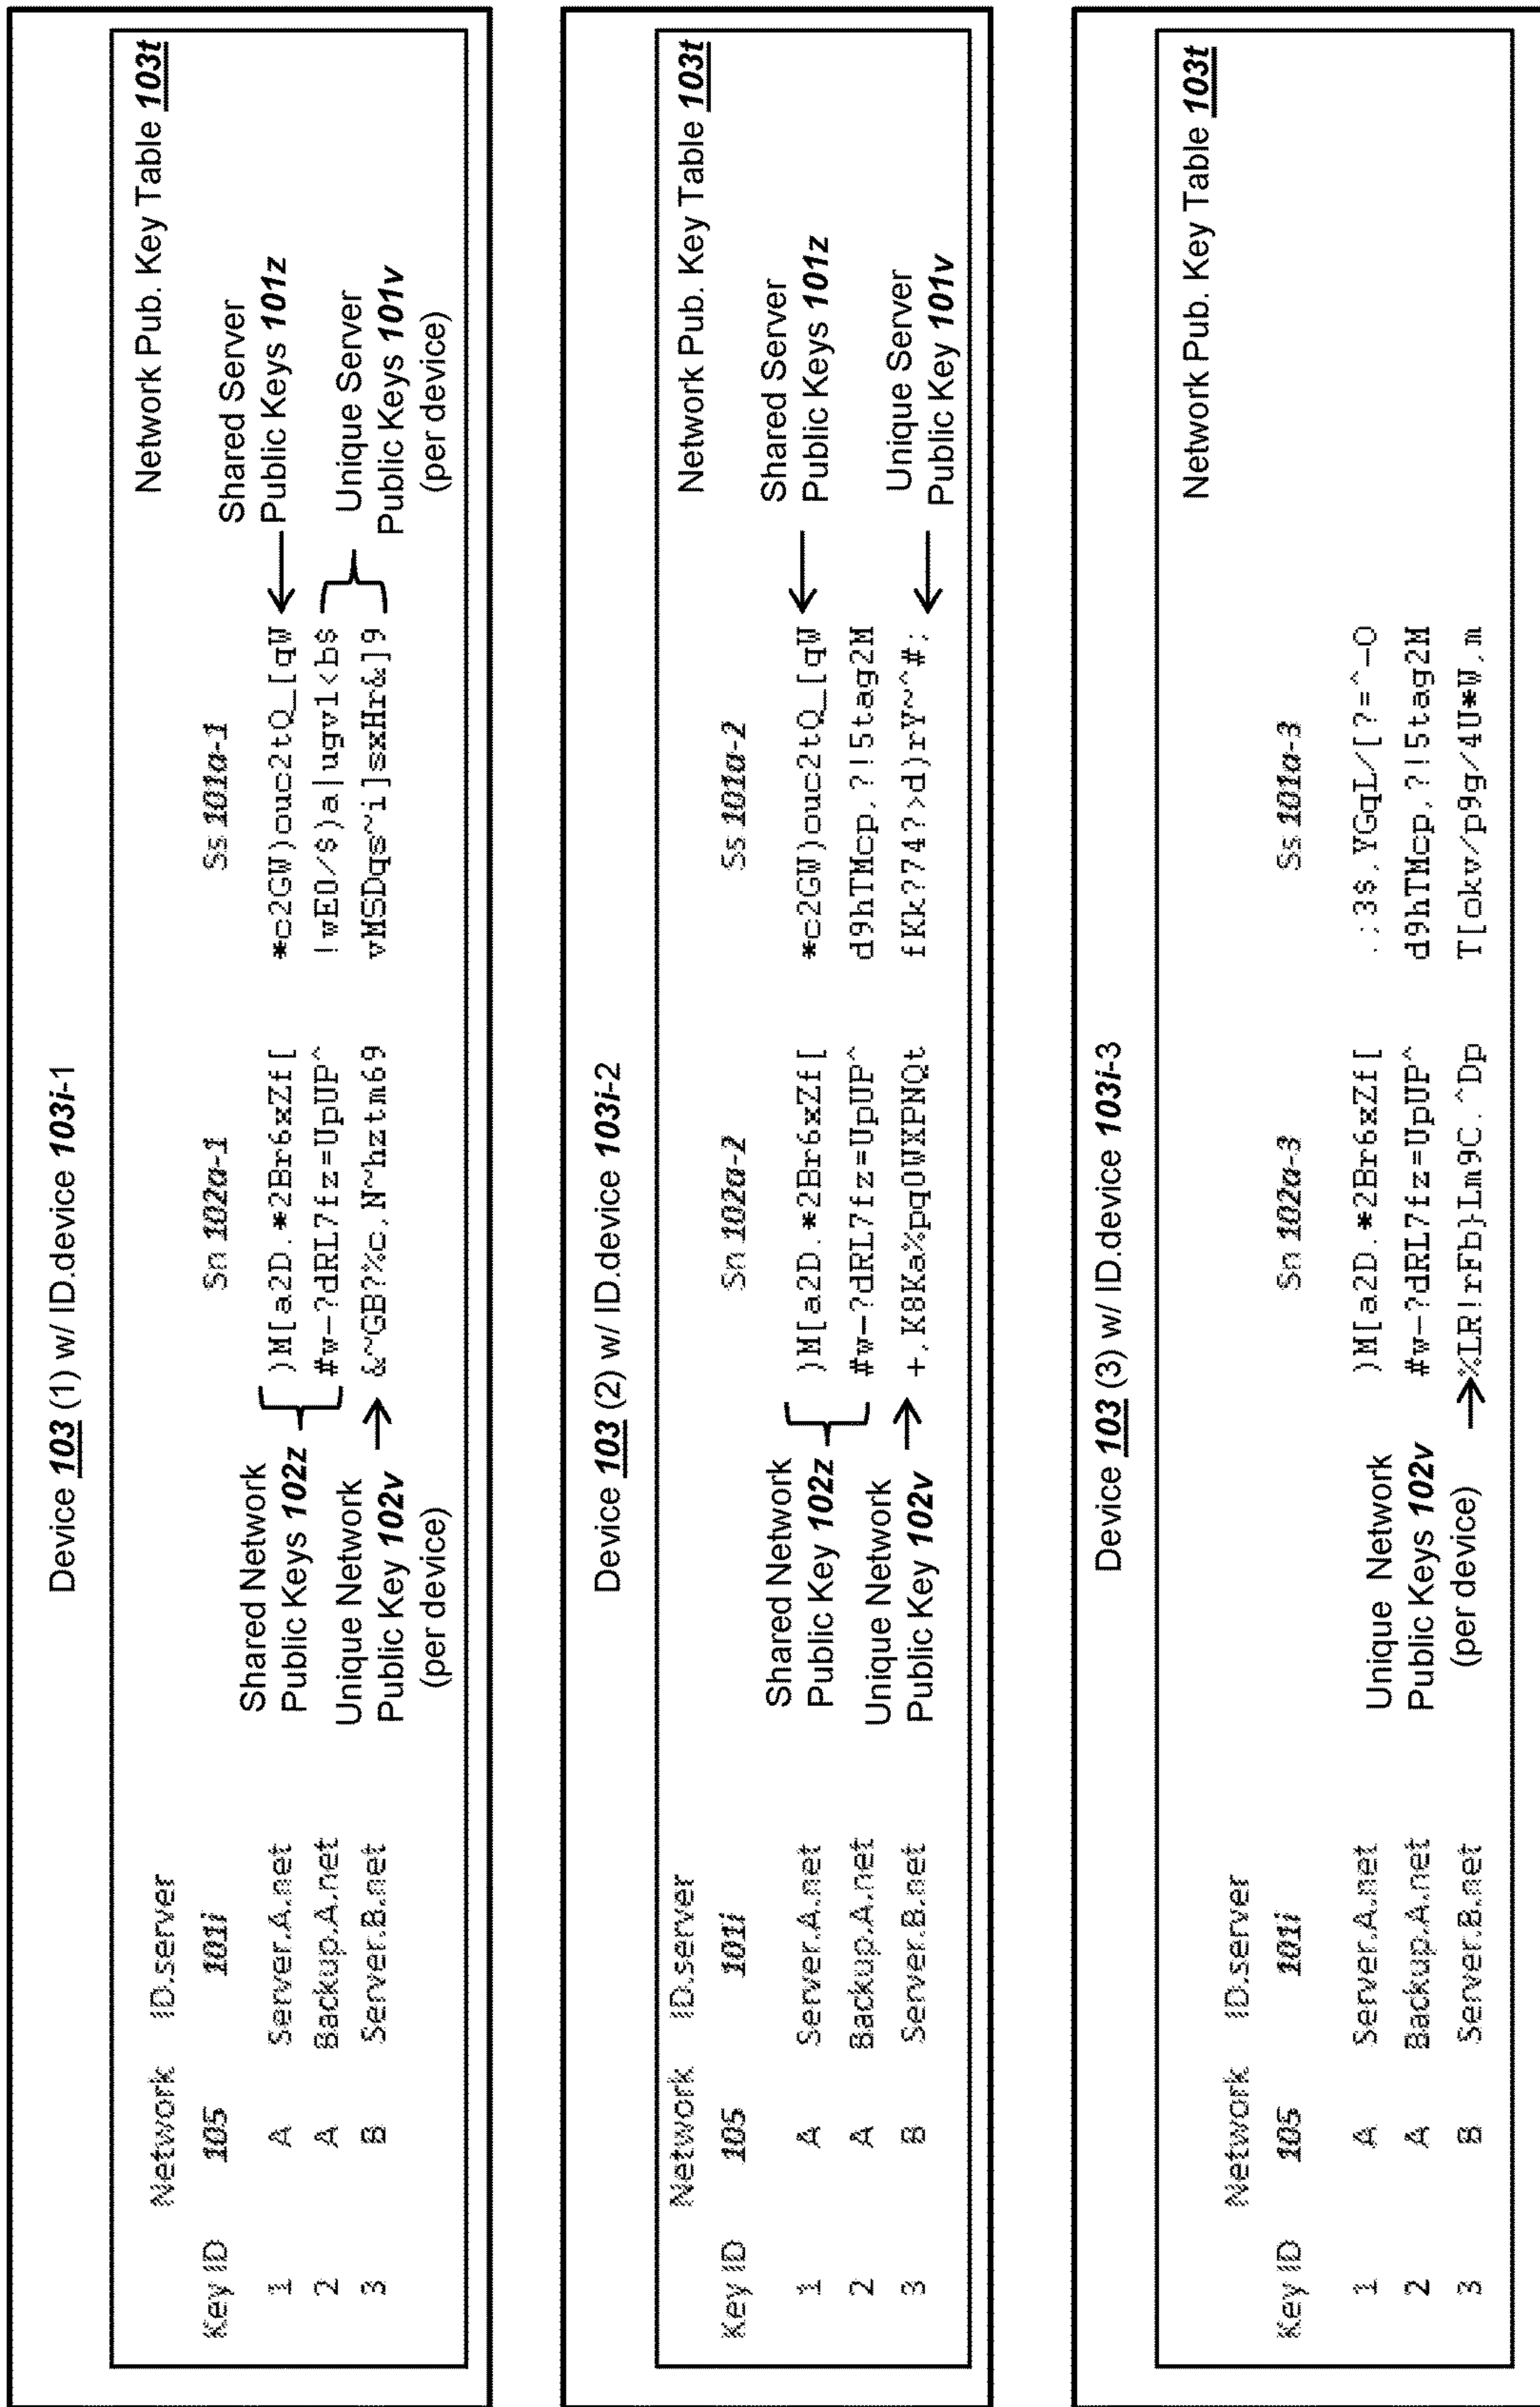 Device 103 (1) w/ ID.device 103i-1
Network Pub. Key Table 103t
Network ID.server
Key ID 105 101i Sn 102a-1 Ss 101a-1
Shared Server
Public Keys 101z
Shared Network
Public Keys 102z
1 A Server.A.net )M[a2D.*2Br6xZf[ *c2GW)ouc2tQ_[qW
2 A Backup.A.net #w-?dRL7fz=UpUP^ !wE0/$)a|ugvl<b$
3 B Server.B.net &~GB?%c.N~hztm69 vMSDqs~i]sxHr&]9
Unique Network
Public Key 102v
(per device)
Unique Server
Public Keys 101v
(per device)
Device 103 (2) w/ ID.device 103i-2
Network Pub. Key Table 103t
Network ID.server
Key ID 105 101i Sn 102a-2 Ss 101a-2
Shared Server
Public Keys 101z
Shared Network
Public Key 102z
1 A Server.A.net )M[a2D.*2Br6xZf[ *c2GW)ouc2tQ_[qW
2 A Backup.A.net #w-?dRL7fz=UpUP^ d9hTMcp.?!5tag2M
3 B Server.B.net +.K8Ka%pq0WXPNQt fKk?74?>d)rY~^#;
Unique Network
Public Key 102v
Unique Server
Public Key 101v
Device 103 (3) w/ ID.device 103i-3
Network Pub. Key Table 103t
Network ID.server
Key ID 105 101i Sn 102a-3 Ss 101a-3
1 A Server.A.net )M[a2D.*2Br6xZf[ .;3$.YGqL/[?=^-O
2 A Backup.A.net #w-?dRL7fz=UpUP^ d9hTMcp.?!5tag2M
3 B Server.B.net %LR!rFb}Lm9C.^Dp T[okv/p9g/4U*W.m
Unique Network
Public Keys 102v
(per device)